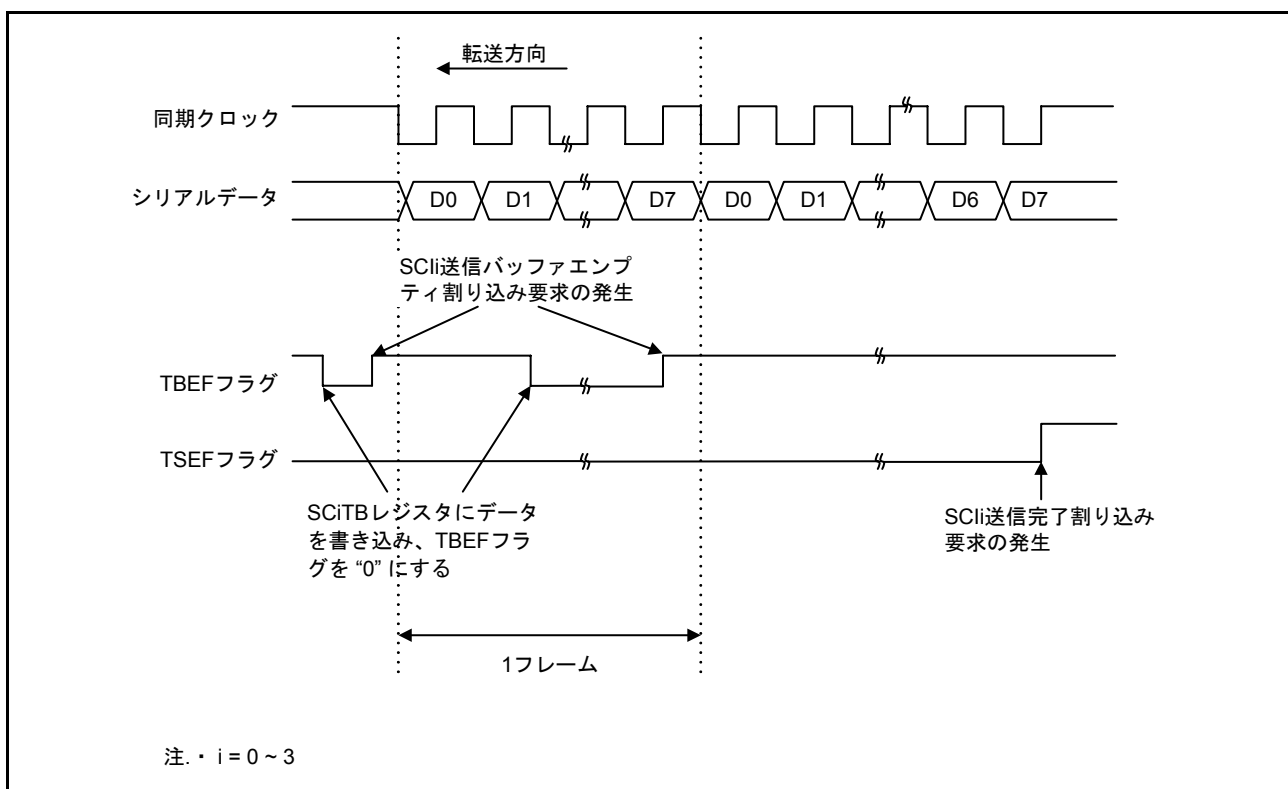 転送方向
同期クロック
シリアルデータ
D0 D1 D7 D0 D1 D6 D7
SCIi送信バッファエンプ
ティ割り込み要求の発生
TBEFフラグ
TSEFフラグ
SCiTBレジスタにデータ
を書き込み、TBEFフラ
グを “0” にする
SCIi送信完了割り込み
要求の発生
1フレーム
注.・ i = 0 ~ 3